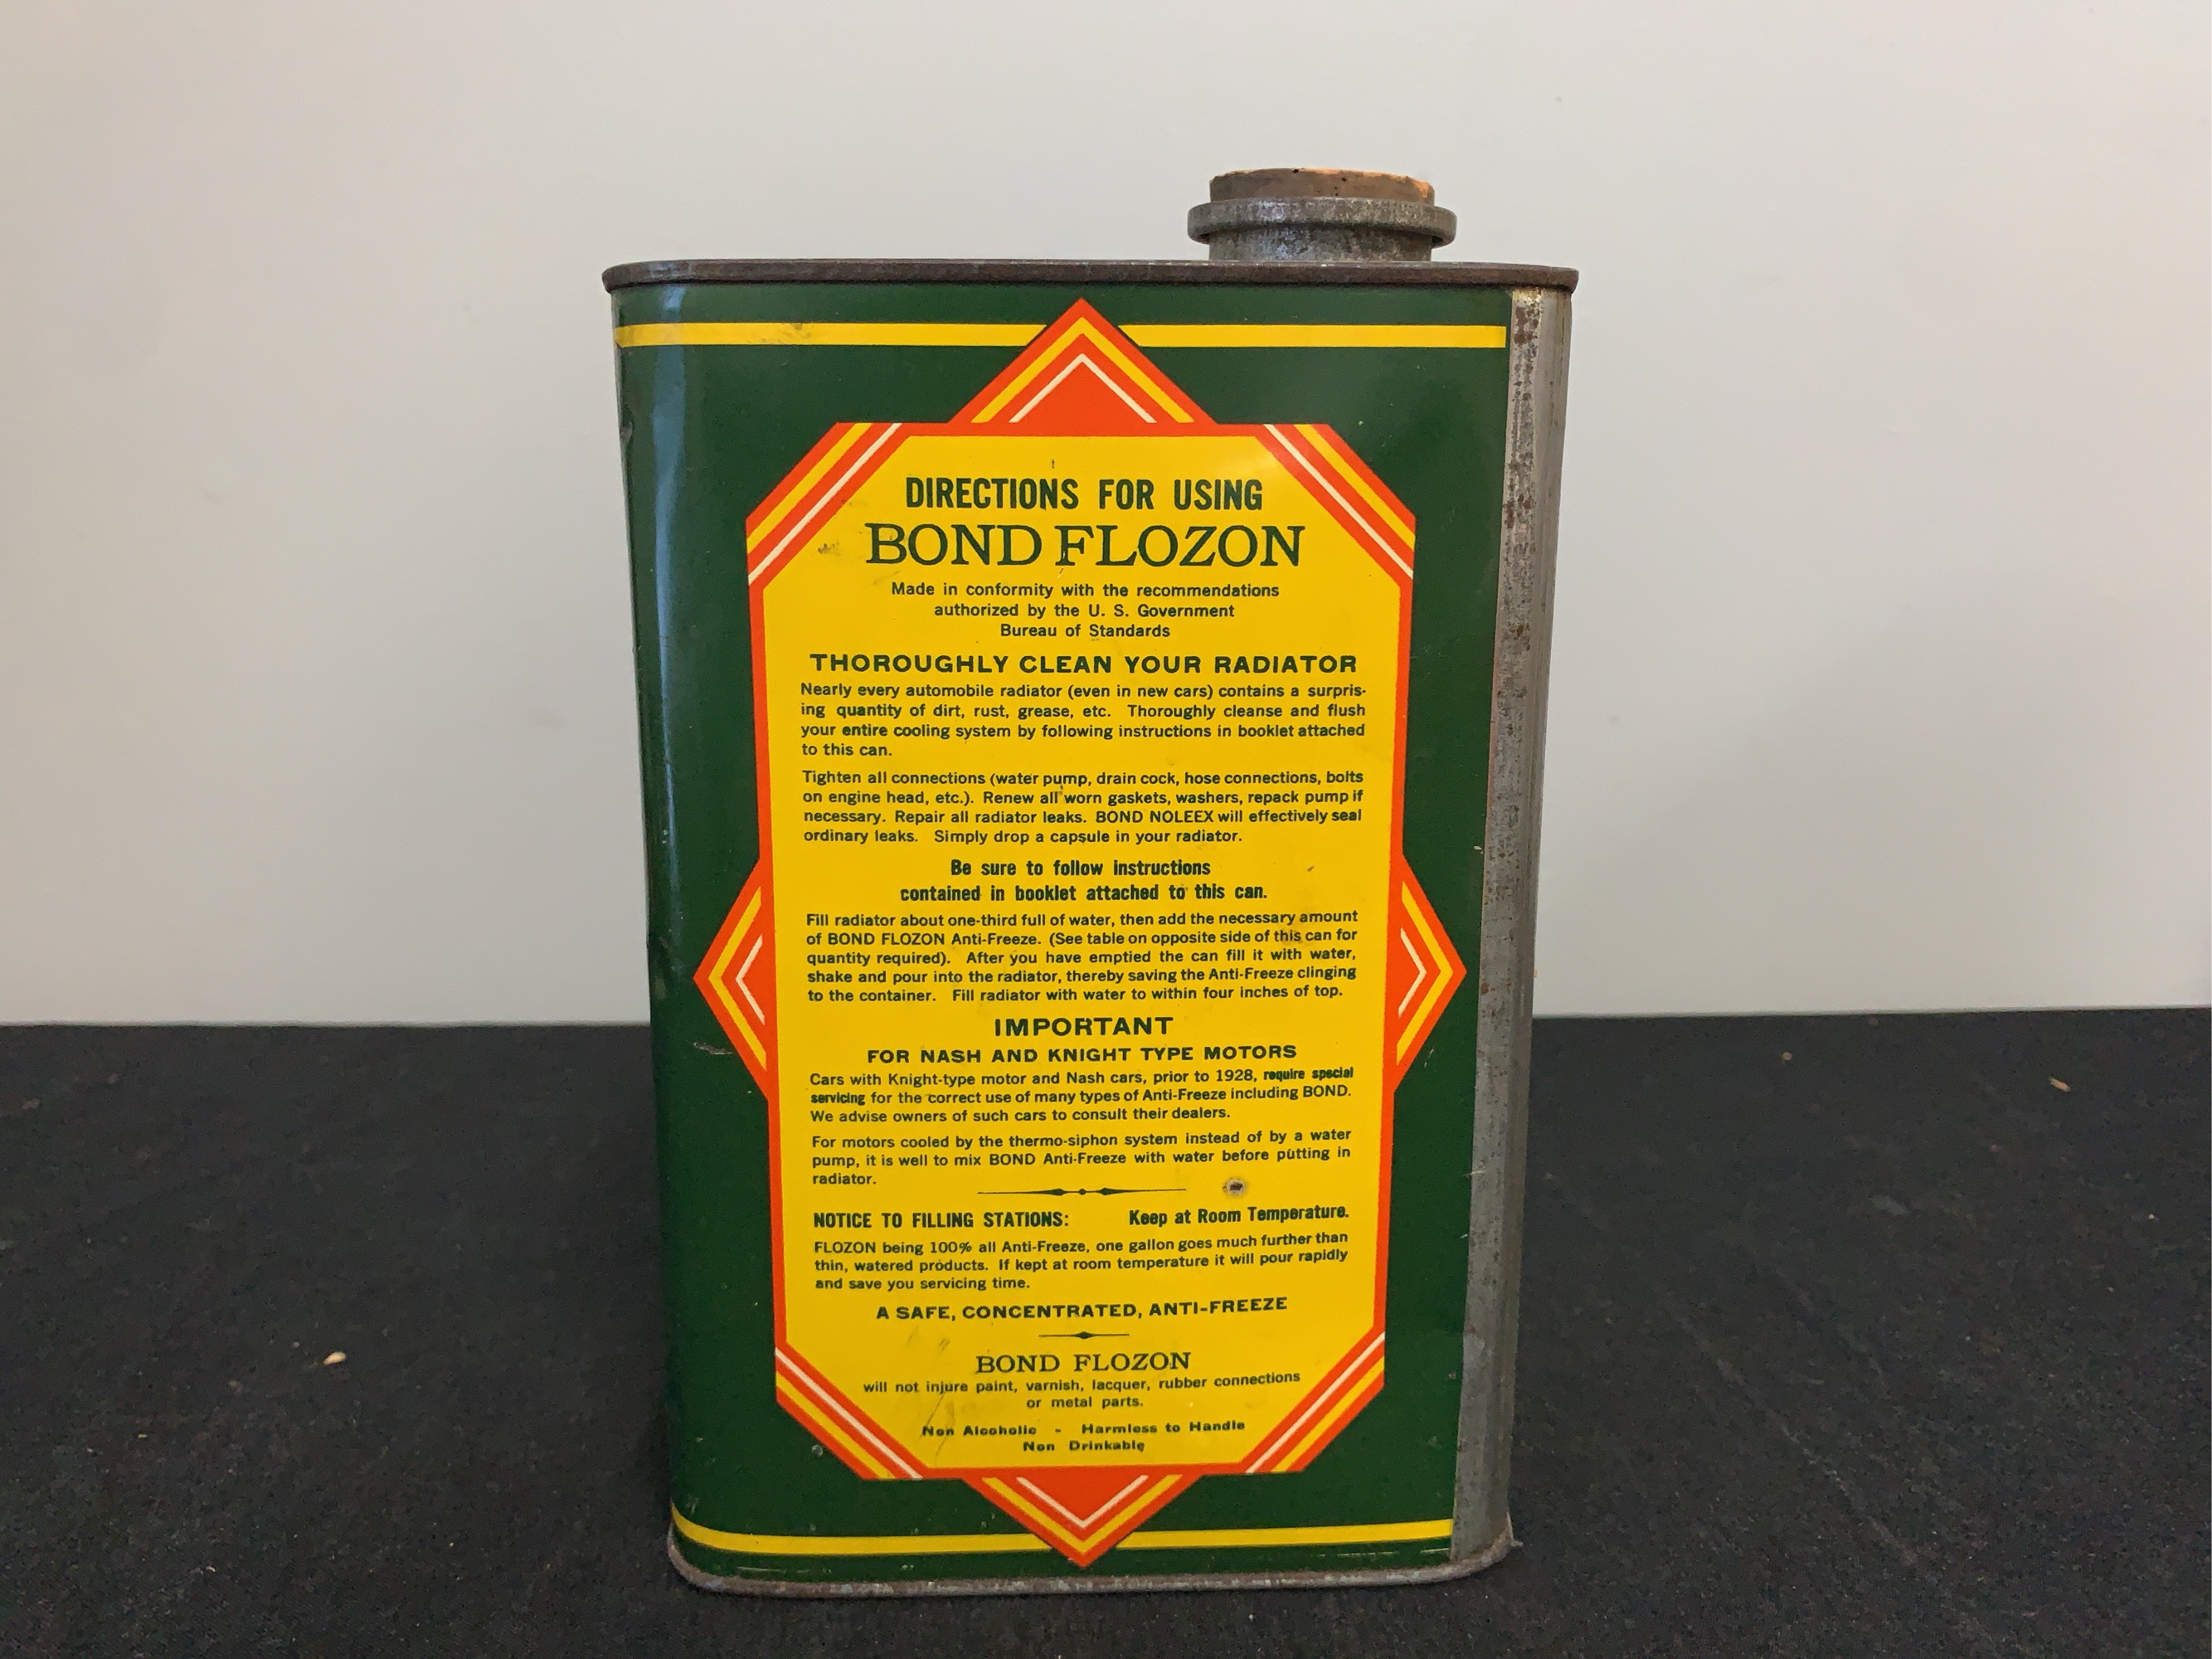 DIRECTIONS FOR USING
BOND FLOZON
Made in conformity with the recommendations
authorized by the U. S. Government
Bureau of Standards
THOROUGHLY CLEAN YOUR RADIATOR
Nearly every automobile radiator (even in new cars) contains a surpris-
ing quantity of dirt, rust, grease, etc. Thoroughly cleanse and flush
your entire cooling system by following instructions in booklet attached
to this can.
Tighten all connections (water pump, drain cock, hose connections, bolts
on engine head, etc.). Renew all worn gaskets, washers, repack pump if
necessary. Repair all radiator leaks. BOND NOLEEX will effectively seal
ordinary leaks. Simply drop a capsule in your radiator.
Be sure to follow instructions
contained in booklet attached to this can.
Fill radiator about one-third full of water, then add the necessary amount
of BOND FLOZON Anti-Freeze. (See table on opposite side of this can for
quantity required). After you have emptied the can fill it with water,
shake and pour into the radiator, thereby saving the Anti-Freeze clinging
to the container. Fill radiator with water to within four inches of top.
IMPORTANT
FOR NASH AND KNIGHT TYPE MOTORS
Cars with Knight-type motor and Nash cars, prior to 1928, require special
servicing for the correct use of many types of Anti-Freeze including BOND.
We advise owners of such cars to consult their dealers.
For motors cooled by the thermo-siphon system instead of by a water
pump, it is well to mix BOND Anti-Freeze with water before putting in
radiator.
NOTICE TO FILLING STATIONS: Keep at Room Temperature.
FLOZON being 100% all Anti-Freeze, one gallon goes much further than
thin, watered products. If kept at room temperature it will pour rapidly
and save you servicing time.
A SAFE, CONCENTRATED, ANTI-FREEZE
BOND FLOZON
will not injure paint, varnish, lacquer, rubber connections
or metal parts.
Non Alcoholic - Harmless to Handle
Non Drinkable